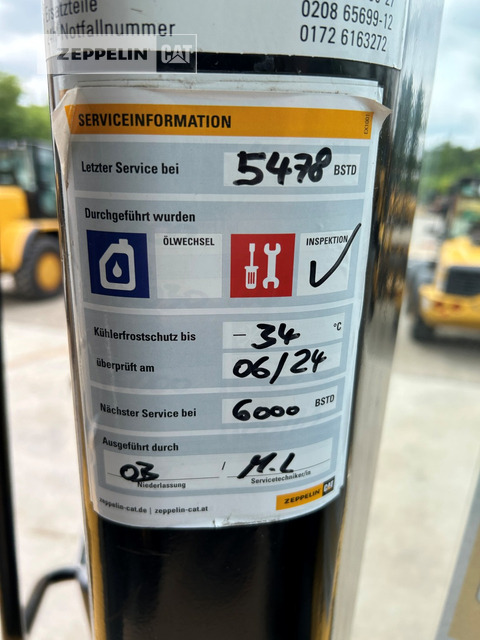 Ersatzteile
Notfallnummer
0208 65699-12
0172 6163272
ZEPPELIN CAT
SERVICEINFORMATION
Letzter Service bei 5478 BSTD
Durchgeführt wurden
ÖLWECHSEL
INSPEKTION
Kühlerfrostschutz bis -34 °C
überprüft am 06/24
Nächster Service bei 6000 BSTD
Ausgeführt durch
03 / M.L
Niederlassung Servicetechniker/in
ZEPPELIN CAT
zeppelin-cat.de | zeppelin-cat.at